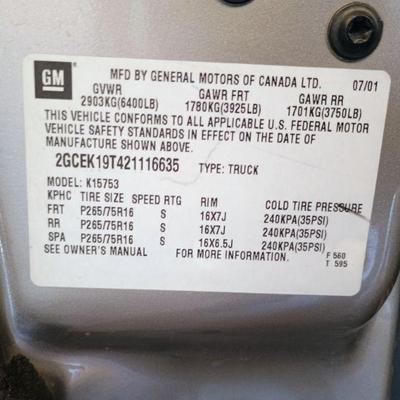 GM
MFD BY GENERAL MOTORS OF CANADA LTD. 07/01
GVWR GAWR FRT GAWR RR
2903KG(6400LB) 1780KG(3925LB) 1701KG(3750LB)
THIS VEHICLE CONFORMS TO ALL APPLICABLE U.S. FEDERAL MOTOR
VEHICLE SAFETY STANDARDS IN EFFECT ON THE DATE OF
MANUFACTURE SHOWN ABOVE.
2GCEK19T421116635 TYPE: TRUCK
MODEL: K15753
KPHC TIRE SIZE SPEED RTG RIM COLD TIRE PRESSURE
FRT P265/75R16 S 16X7J 240KPA(35PSI)
RR P265/75R16 S 16X7J 240KPA(35PSI)
SPA P265/75R16 S 16X6.5J 240KPA(35PSI)
SEE OWNER'S MANUAL FOR MORE INFORMATION. F 560
T 595